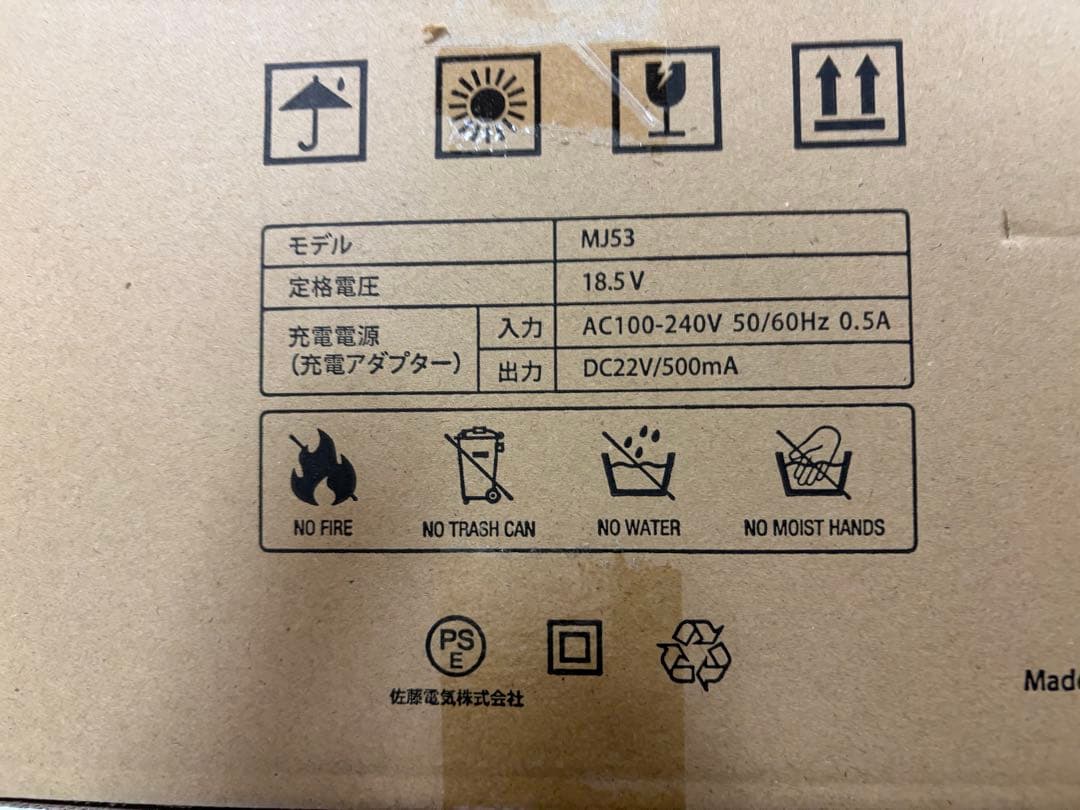 モデル MJ53
定格電圧 18.5V
充電電源
(充電アダプター)
入力 AC100-240V 50/60Hz 0.5A
出力 DC22V/500mA
NO FIRE NO TRASH CAN NO WATER NO MOIST HANDS
PS
E
佐藤電気株式会社
Made